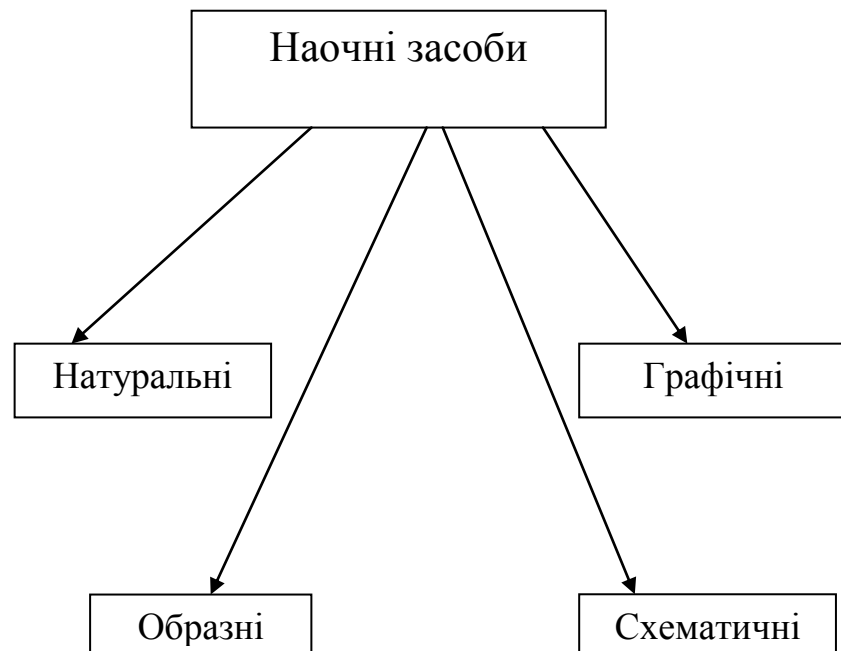 Наочні засоби
Натуральні
Графічні
Образні
Схематичні